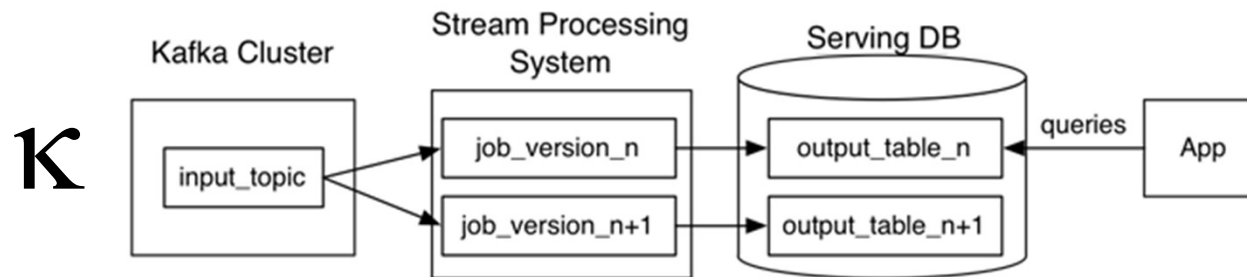 κ
Kafka Cluster
input_topic
Stream Processing
System
job_version_n
job_version_n+1
Serving DB
output_table_n
output_table_n+1
queries
App